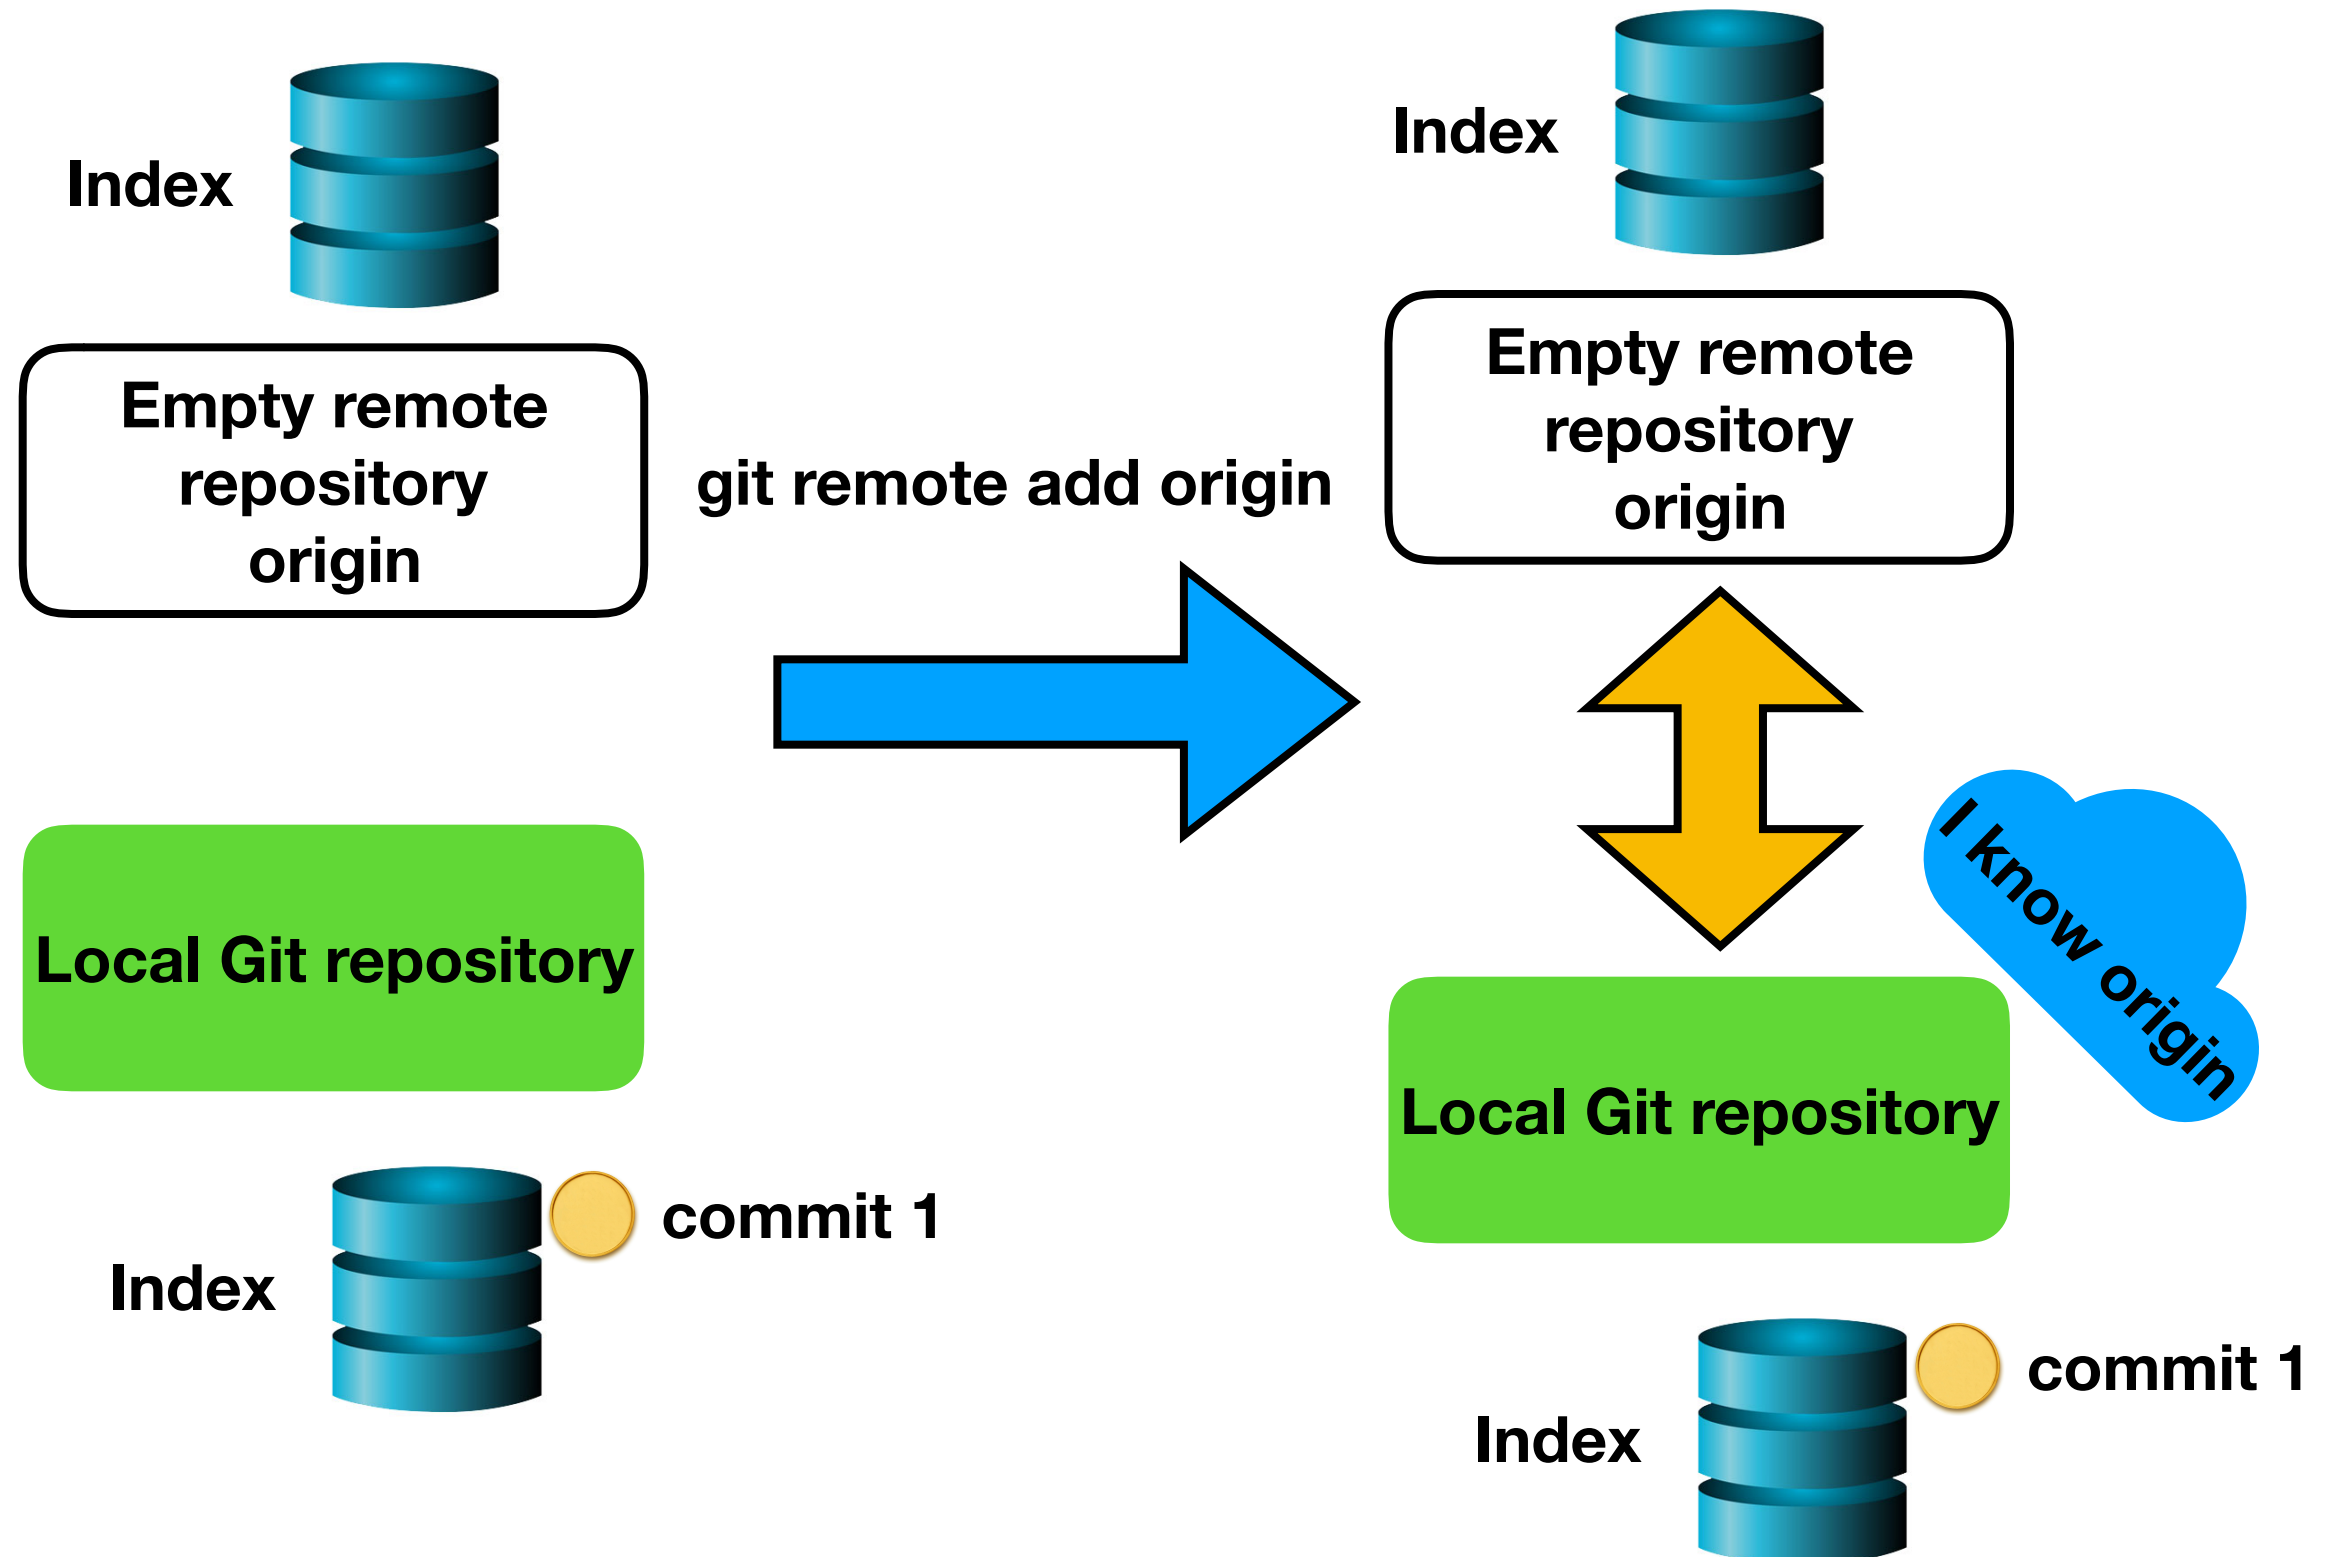 Index
Empty remote
repository
origin
Local Git repository
commit 1
Index
git remote add origin
Index
Empty remote
repository
origin
I know origin
Local Git repository
commit 1
Index